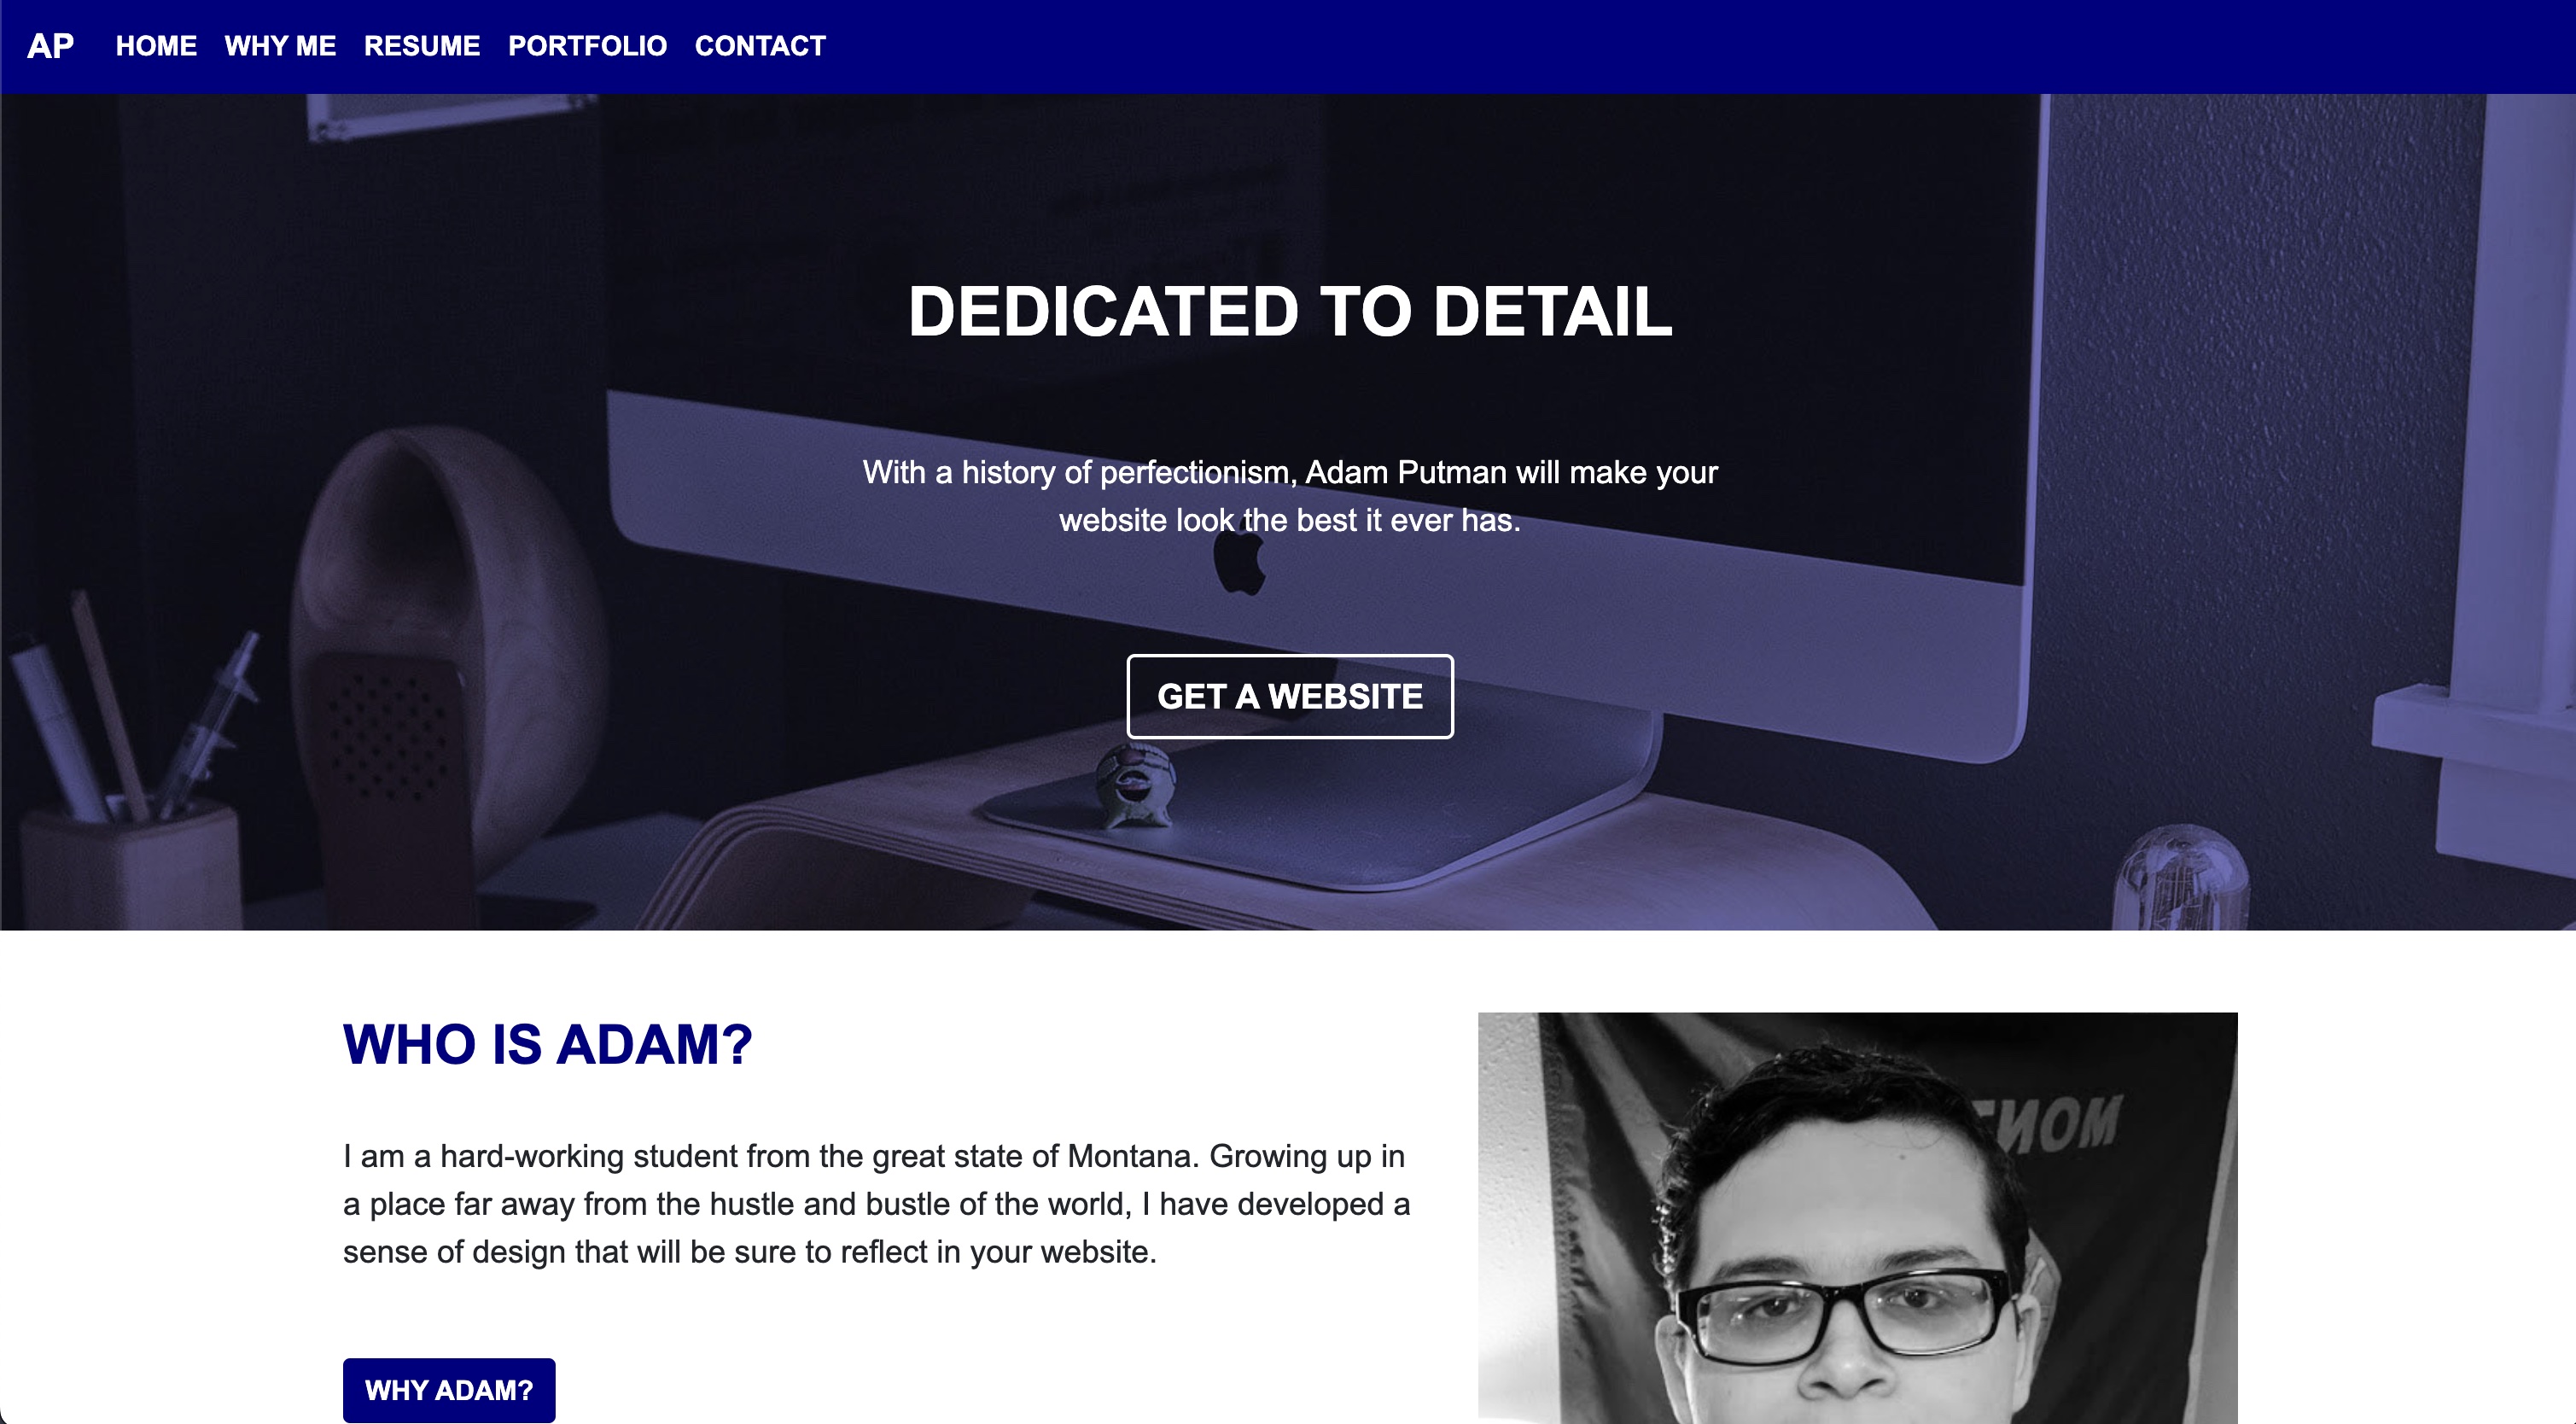 AP HOME WHY ME RESUME PORTFOLIO CONTACT
DEDICATED TO DETAIL
With a history of perfectionism, Adam Putman will make your
website look the best it ever has.
GET A WEBSITE
WHO IS ADAM?
I am a hard-working student from the great state of Montana. Growing up in
a place far away from the hustle and bustle of the world, I have developed a
sense of design that will be sure to reflect in your website.
WHY ADAM?